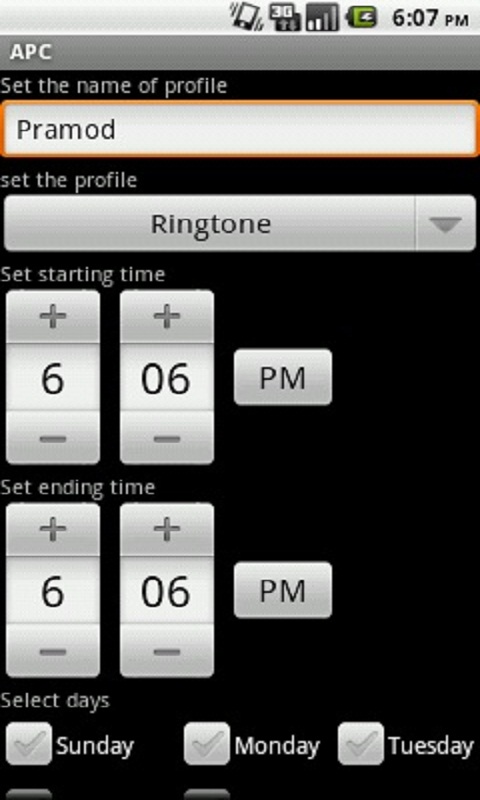 3G
6:07 PM
APC
Set the name of profile
Pramod
set the profile
Ringtone
Set starting time
+ +
6 06 PM
− −
Set ending time
+ +
6 06 PM
− −
Select days
Sunday Monday Tuesday